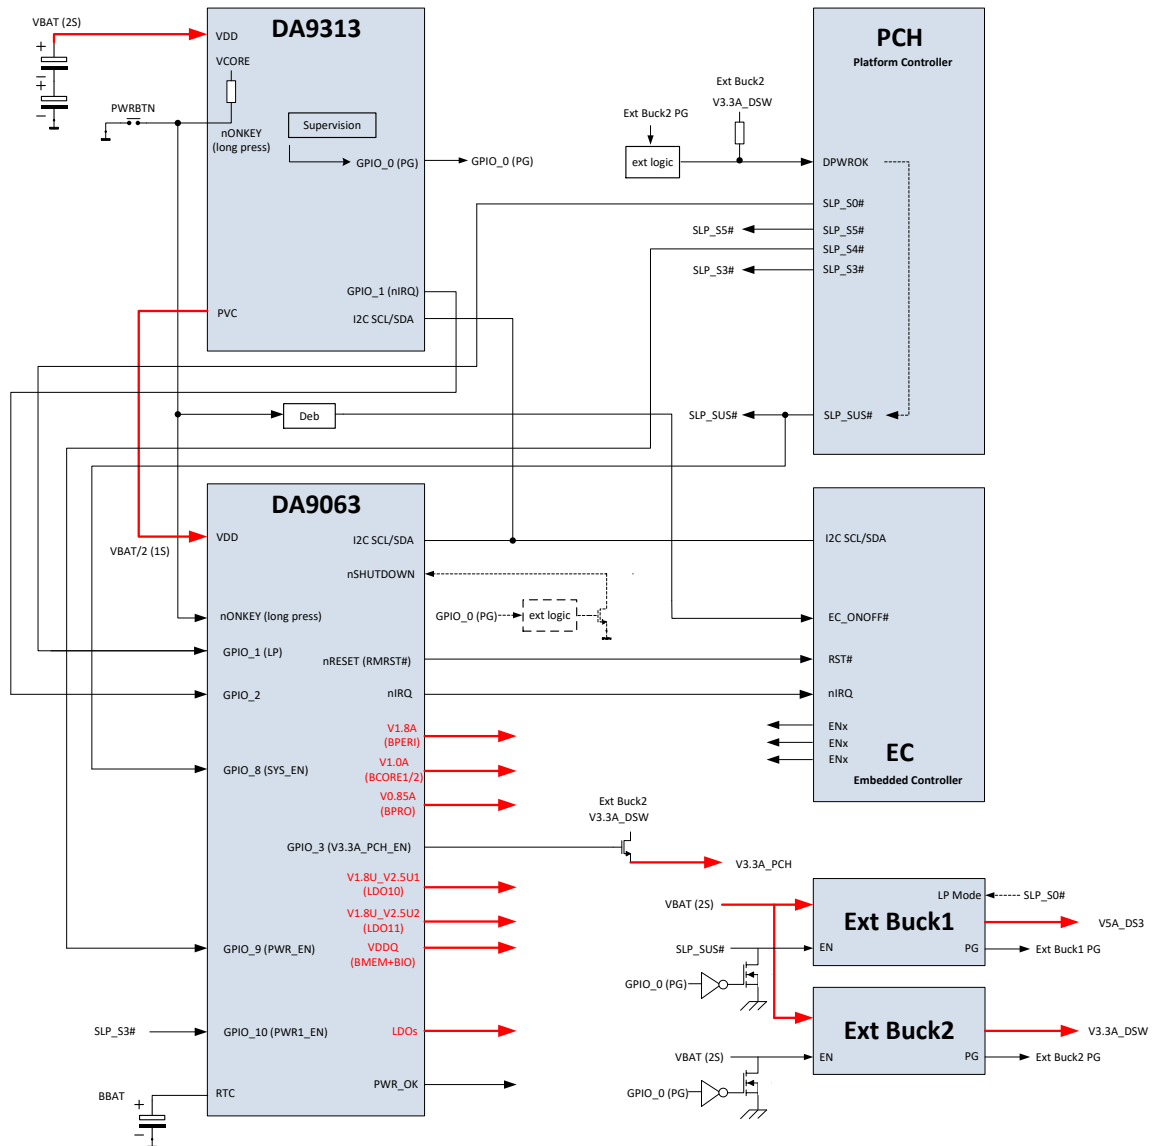 DA9313
VBAT (2S)
VDD
VCORE
PWRBTN
nONKEY
(long press)
Supervision
GPIO_0 (PG)
GPIO_0 (PG)
GPIO_1 (nIRQ)
I2C SCL/SDA
PVC
+
–
+
–
PCH
Platform Controller
Ext Buck2
V3.3A_DSW
Ext Buck2 PG
ext logic
DPWROK
SLP_S0#
SLP_S5#
SLP_S5#
SLP_S4#
SLP_S3#
SLP_S3#
SLP_SUS#
SLP_SUS#
Deb
DA9063
VDD
VBAT/2 (1S)
I2C SCL/SDA
nSHUTDOWN
GPIO_0 (PG)
ext logic
nONKEY (long press)
GPIO_1 (LP)
nRESET (RMRST#)
GPIO_2
nIRQ
V1.8A
(BPERI)
V1.0A
(BCORE1/2)
GPIO_8 (SYS_EN)
V0.85A
(BPRO)
GPIO_3 (V3.3A_PCH_EN)
V1.8U_V2.5U1
(LDO10)
V1.8U_V2.5U2
(LDO11)
GPIO_9 (PWR_EN)
VDDQ
(BMEM+BIO)
SLP_S3#
GPIO_10 (PWR1_EN)
LDOs
PWR_OK
BBAT
RTC
+
–
I2C SCL/SDA
EC_ONOFF#
RST#
nIRQ
ENx
ENx
ENx
EC
Embedded Controller
Ext Buck2
V3.3A_DSW
V3.3A_PCH
VBAT (2S)
LP Mode
SLP_S0#
Ext Buck1
V5A_DS3
SLP_SUS#
EN
PG
Ext Buck1 PG
GPIO_0 (PG)
Ext Buck2
V3.3A_DSW
VBAT (2S)
EN
PG
Ext Buck2 PG
GPIO_0 (PG)